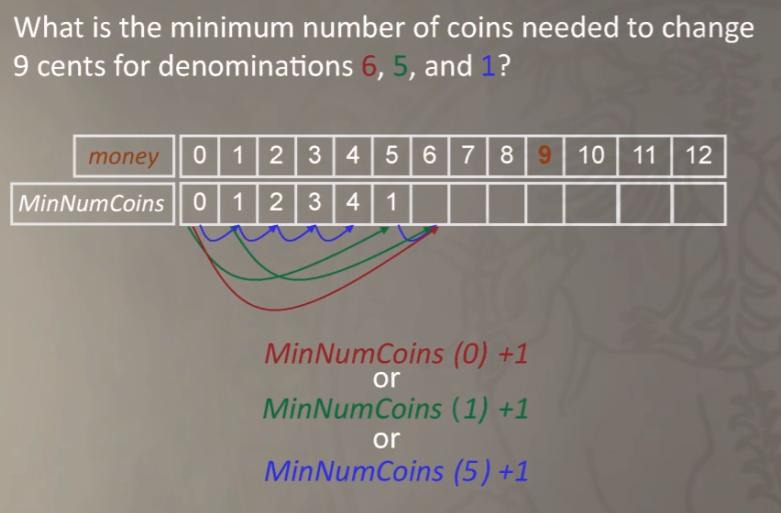 What is the minimum number of coins needed to change
9 cents for denominations 6, 5, and 1?
money 0 1 2 3 4 5 6 7 8 9 10 11 12
MinNumCoins 0 1 2 3 4 1
MinNumCoins (0) +1
or
MinNumCoins (1) +1
or
MinNumCoins (5) +1